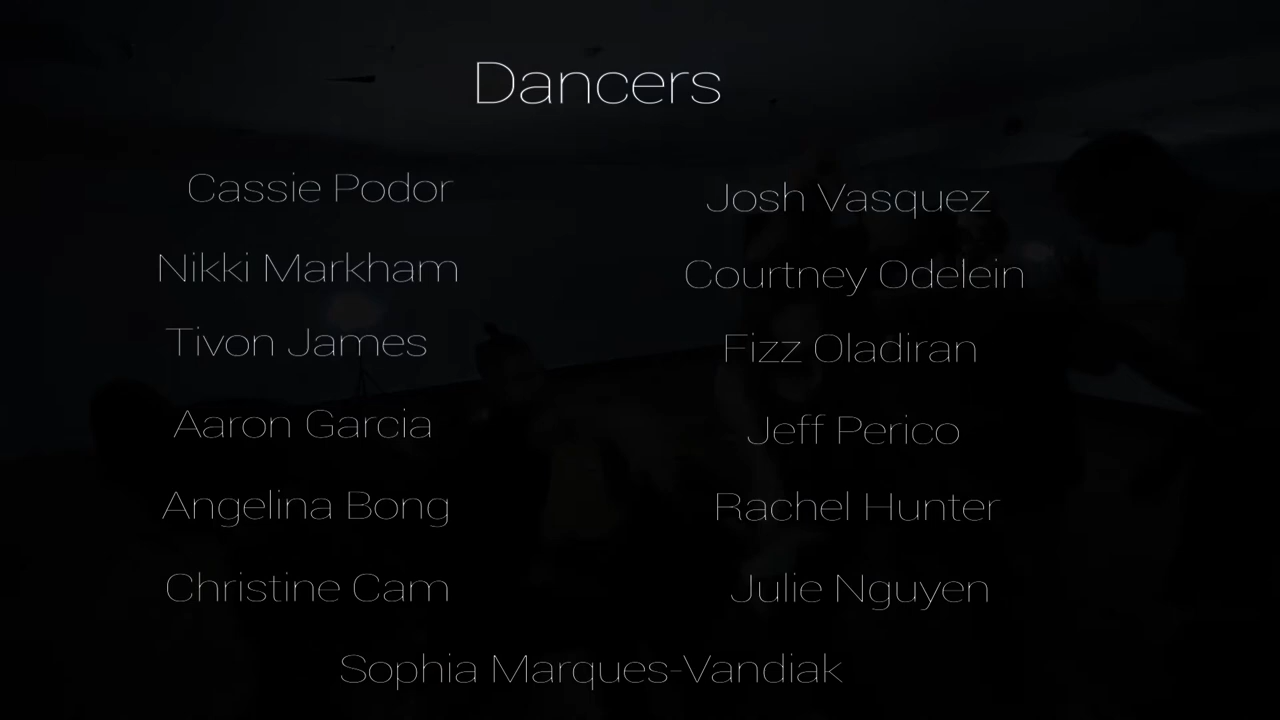 Dancers
Cassie Podor
Josh Vasquez
Nikki Markham
Courtney Odelein
Tivon James
Fizz Oladiran
Aaron Garcia
Jeff Perico
Angelina Bong
Rachel Hunter
Christine Cam
Julie Nguyen
Sophia Marques-Vandiak